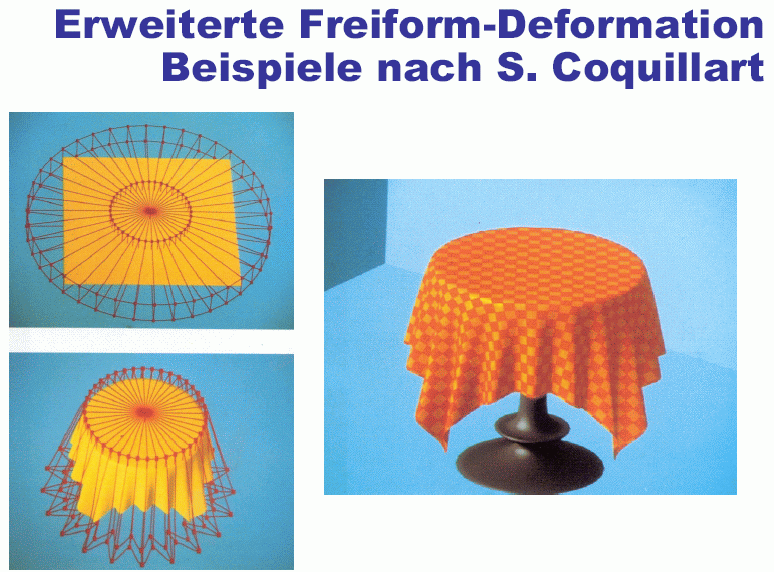 Erweiterte Freiform-Deformation
Beispiele nach S. Coquillart